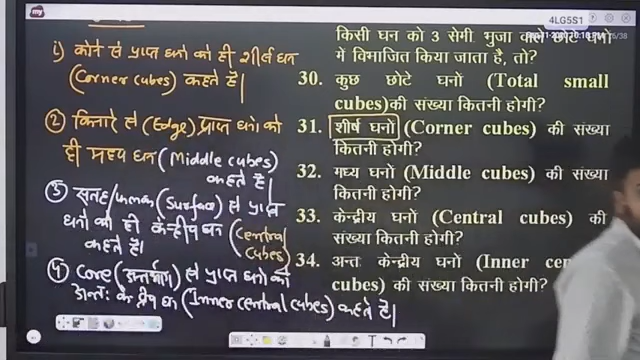 my
4LG5S1
किसी घन को 3 सेमी भुजा वाले छोटे घनों
में विभाजित किया जाता है, तो?
30. कुछ छोटे घनों (Total small
cubes)की संख्या कितनी होगी?
31. शीर्ष घनों (Corner cubes) की संख्या
कितनी होगी?
32. मध्य घनों (Middle cubes) की संख्या
कितनी होगी?
33. केन्द्रीय घनों (Central cubes) की
संख्या कितनी होगी?
34. अन्त केन्द्रीय घनों (Inner
cubes) की संख्या कितनी होगी?
1) कोने से प्राप्त घनों को ही शीर्ष घन
(Corner cubes) कहते हैं।
② किनारे से (Edge) प्राप्त घनों को
ही मध्य घन (Middle cubes)
कहते हैं।
③ सतह/ (Surface) से प्राप्त
घनों को ही केन्द्रीय घन (Central
cubes) कहते हैं।
④ Core (अन्तर्भाग) से प्राप्त घनों को
अन्तः केन्द्रीय घन (Inner central cubes) कहते हैं।